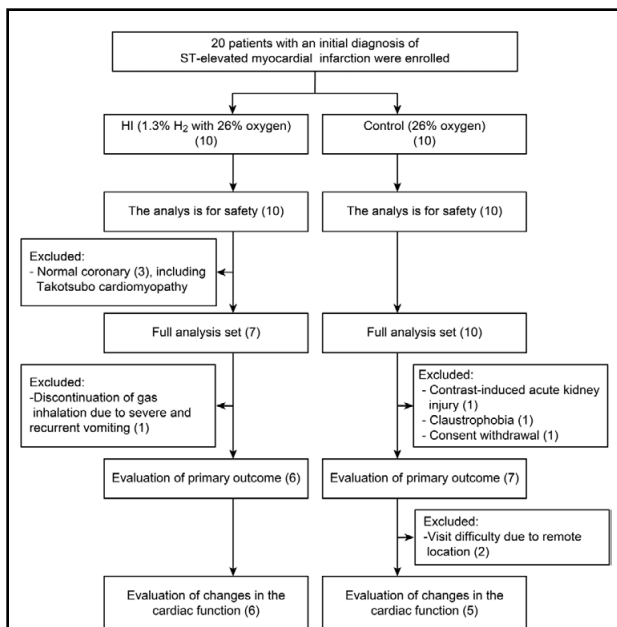 20 patients with an initial diagnosis of
ST-elevated myocardial infarction were enrolled
HI (1.3% H2 with 26% oxygen)
(10)
Control (26% oxygen)
(10)
The analys is for safety (10)
The analys is for safety (10)
Excluded:
- Normal coronary (3), including
Takotsubo cardiomyopathy
Full analysis set (7)
Full analysis set (10)
Excluded:
-Discontinuation of gas
inhalation due to severe and
recurrent vomiting (1)
Excluded:
- Contrast-induced acute kidney
injury (1)
- Claustrophobia (1)
- Consent withdrawal (1)
Evaluation of primary outcome (6)
Evaluation of primary outcome (7)
Excluded:
-Visit difficulty due to remote
location (2)
Evaluation of changes in the
cardiac function (6)
Evaluation of changes in the
cardiac function (5)